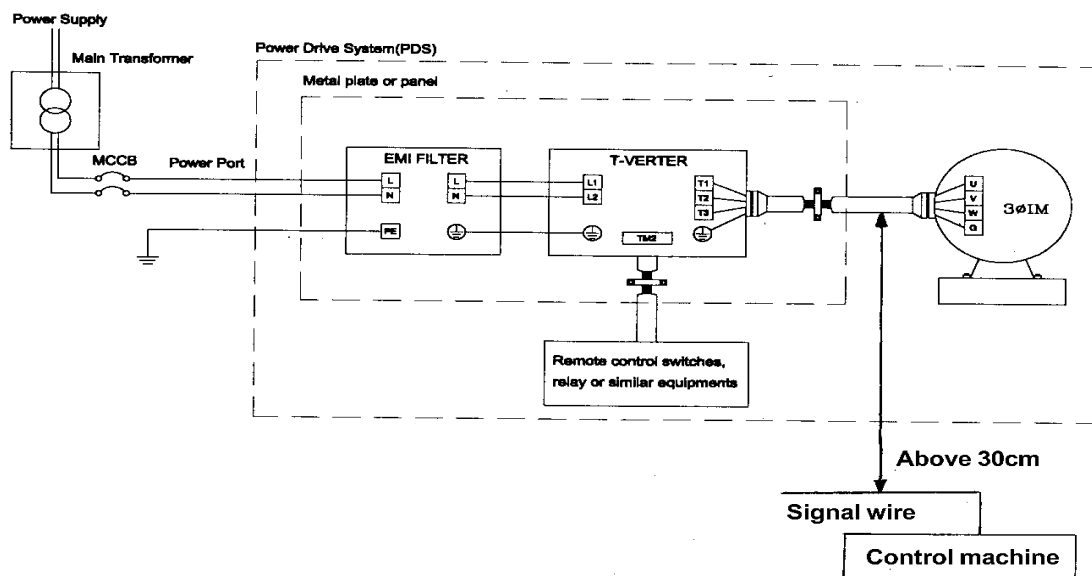 Power Supply
Main Transformer
Power Drive System(PDS)
Metal plate or panel
MCCB
Power Port
EMI FILTER
T-VERTER
L
N
PE
L
N
L1
L2
T1
T2
T3
TM2
U
V
W
G
3øIM
Remote control switches,
relay or similar equipments
Above 30cm
Signal wire
Control machine